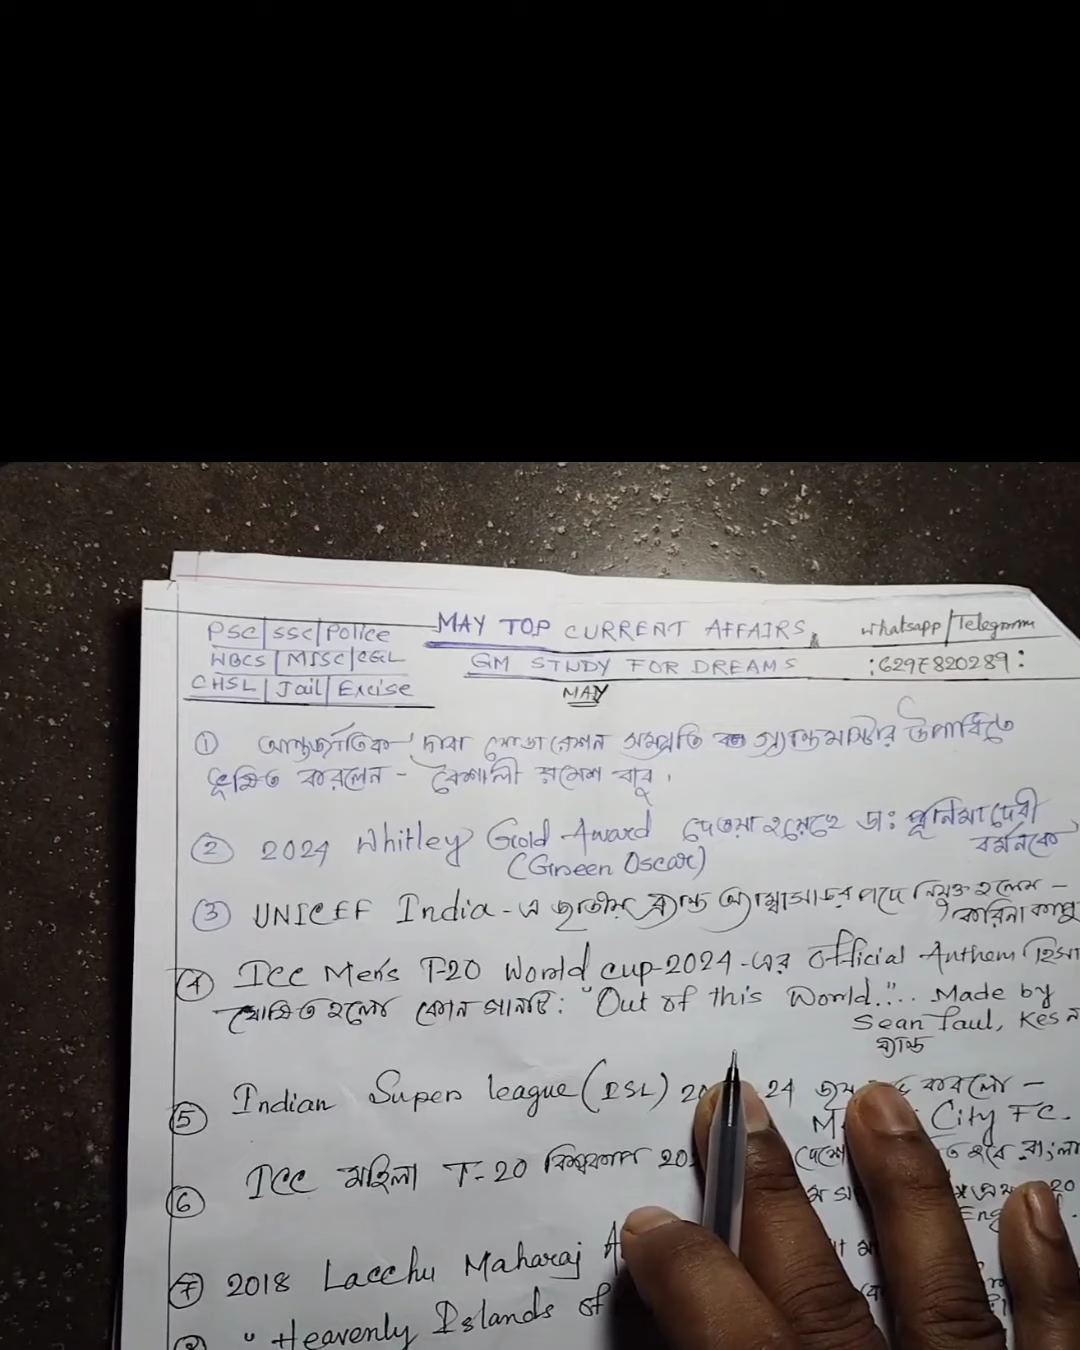 PSC | SSC | Police
WBCS | MISC | CGL
CHSL | Jail | Excise
MAY TOP CURRENT AFFAIRS
GM STUDY FOR DREAMS
MAY
Whatsapp/Telegram
① আন্তর্জাতিক দাবা ফেডারেশন সম্প্রতি গ্র্যান্ডমাস্টার উপাধিতে
ভূষিত করলেন - বৈশালী রমেশ বাবু।
② 2024 Whitley Gold Award দেওয়া হয়েছে ডাঃ পূর্ণিমা দেবী
(Green Oscar) বর্মনকে
③ UNICEF India-এ জাতীয় ব্র্যান্ড অ্যাম্বাসাডর পদে নিযুক্ত হলেন -
করিনা কাপু
④ ICC Men's T-20 World cup-2024-এর Official Anthem হিসা
ঘোষিত হলো কোন গানটি: "Out of this World.".. Made by
Sean Paul, Kes ন
ব্যান্ড
⑤ Indian Super league (ISL) 24 করলো -
City FC.
⑥ ICC মহিলা T-20 বিশ্বকাপ হবে বাংলা
⑦ 2018 Lacchu Maharaj
"Heavenly Islands of